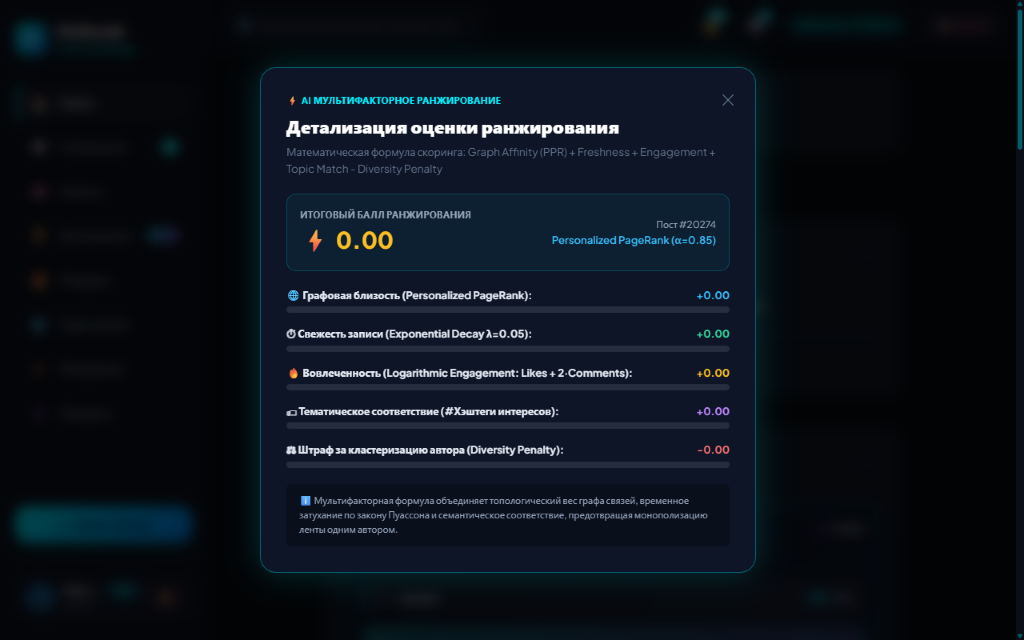 AI МУЛЬТИФАКТОРНОЕ РАНЖИРОВАНИЕ
Детализация оценки ранжирования
Математическая формула скоринга: Graph Affinity (PPR) + Freshness + Engagement +
Topic Match - Diversity Penalty
ИТОГОВЫЙ БАЛЛ РАНЖИРОВАНИЯ
0.00
Пост #20274
Personalized PageRank (α=0.85)
Графовая близость (Personalized PageRank): +0.00
Свежесть записи (Exponential Decay λ=0.05): +0.00
Вовлеченность (Logarithmic Engagement: Likes + 2·Comments): +0.00
Тематическое соответствие (#Хэштеги интересов): +0.00
Штраф за кластеризацию автора (Diversity Penalty): -0.00
Мультифакторная формула объединяет топологический вес графа связей, временное
затухание по закону Пуассона и семантическое соответствие, предотвращая монополизацию
ленты одним автором.